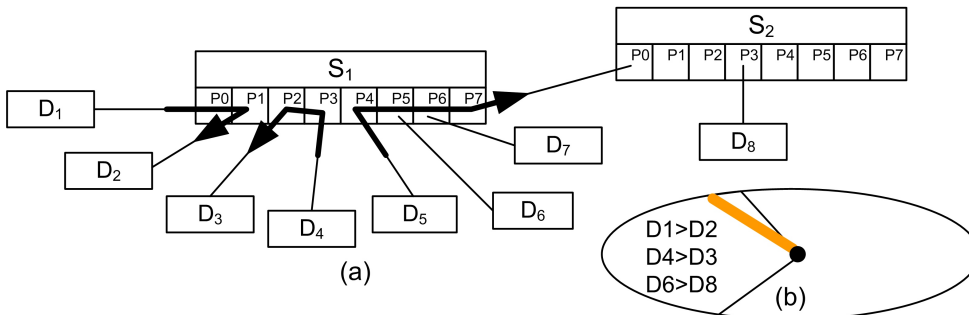 S1
P0 P1 P2 P3 P4 P5 P6 P7
S2
P0 P1 P2 P3 P4 P5 P6 P7
D1
D2
D3
D4
D5
D6
D7
D8
(a)
D1>D2
D4>D3
D6>D8
(b)